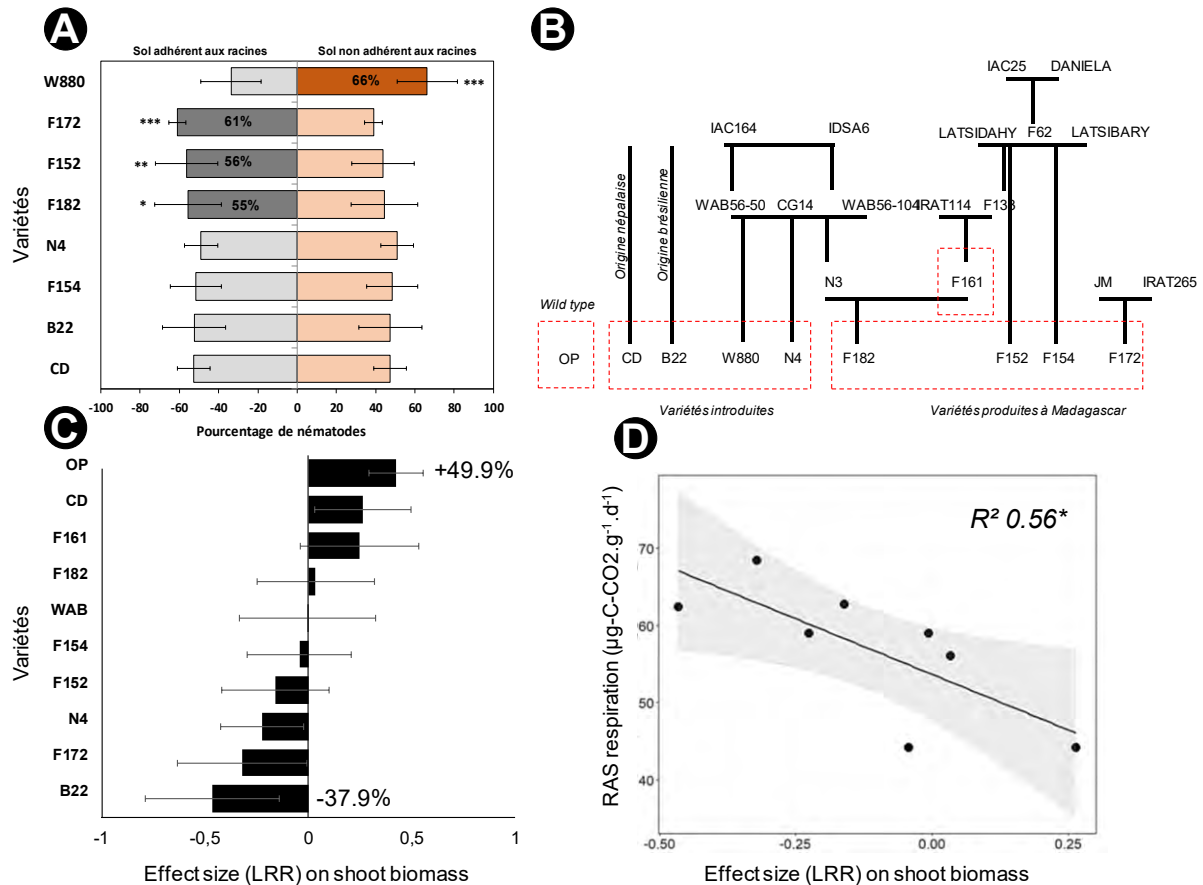 A
Sol adhérent aux racines
Sol non adhérent aux racines
Variétés
W880
66%
***
F172
***
61%
F152
**
56%
F182
*
55%
N4
F154
B22
CD
-100 -80 -60 -40 -20 0 20 40 60 80 100
Pourcentage de nématodes
B
IAC25 DANIELA
IAC164 IDSA6
LATSIDAHY F62 LATSIBARY
Origine népalaise
Origine brésilienne
WAB56-50 CG14 WAB56-104 IRAT114 F133
N3 F161 JM IRAT265
Wild type
OP CD B22 W880 N4 F182 F152 F154 F172
Variétés introduites
Variétés produites à Madagascar
C
Variétés
OP
+49.9%
CD
F161
F182
WAB
F154
F152
N4
F172
B22
-37.9%
-1 -0,5 0 0,5 1
Effect size (LRR) on shoot biomass
D
RAS respiration (µg-C-CO2.g⁻¹.d⁻¹)
R² 0.56*
70
60
50
40
-0.50 -0.25 0.00 0.25
Effect size (LRR) on shoot biomass